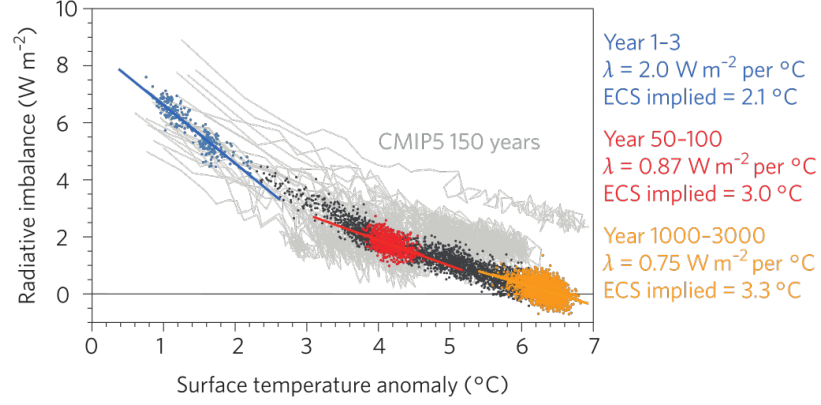 10
8
6
4
2
0
Radiative imbalance (W m⁻²)
CMIP5 150 years
0 1 2 3 4 5 6 7
Surface temperature anomaly (°C)
Year 1–3
λ = 2.0 W m⁻² per °C
ECS implied = 2.1 °C
Year 50–100
λ = 0.87 W m⁻² per °C
ECS implied = 3.0 °C
Year 1000–3000
λ = 0.75 W m⁻² per °C
ECS implied = 3.3 °C